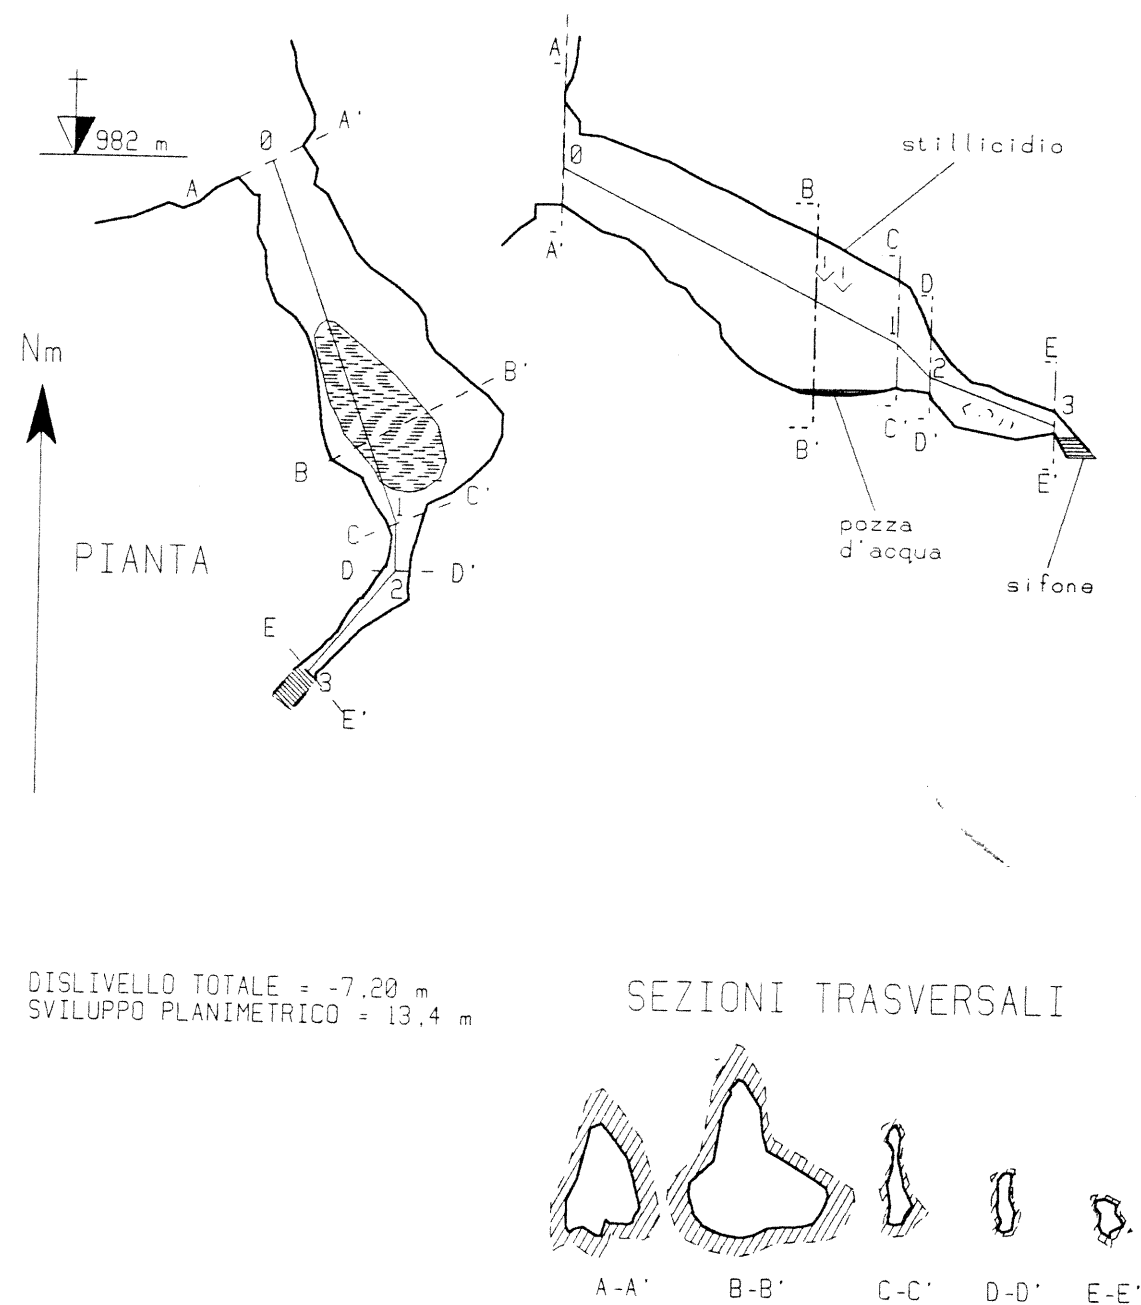 982 m
0
A
A'
Nm
B
B'
1
C
C'
PIANTA
D
D'
2
E
3
E'
A
0
A'
stillicidio
B
C
D
1
2
E
3
B'
C'
D'
E'
pozza
d'acqua
sifone
DISLIVELLO TOTALE = -7,20 m
SVILUPPO PLANIMETRICO = 13,4 m
SEZIONI TRASVERSALI
A-A' B-B' C-C' D-D' E-E'